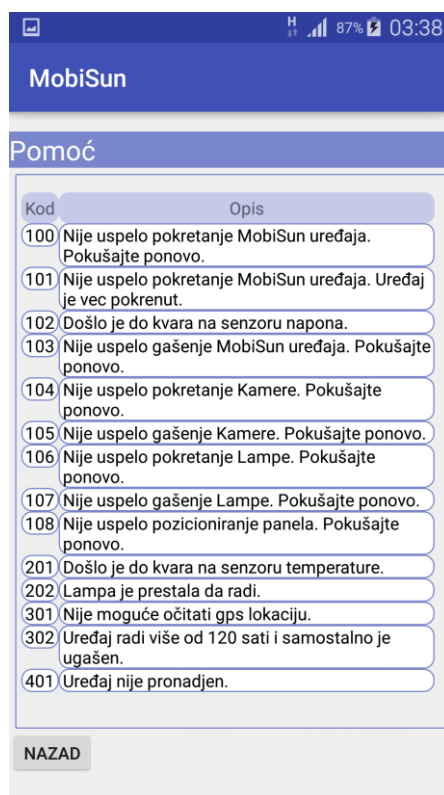 H 87% 03:38
MobiSun
Pomoć
Kod Opis
100 Nije uspelo pokretanje MobiSun uređaja.
Pokušajte ponovo.
101 Nije uspelo pokretanje MobiSun uređaja. Uređaj
je vec pokrenut.
102 Došlo je do kvara na senzoru napona.
103 Nije uspelo gašenje MobiSun uređaja. Pokušajte
ponovo.
104 Nije uspelo pokretanje Kamere. Pokušajte
ponovo.
105 Nije uspelo gašenje Kamere. Pokušajte ponovo.
106 Nije uspelo pokretanje Lampe. Pokušajte
ponovo.
107 Nije uspelo gašenje Lampe. Pokušajte ponovo.
108 Nije uspelo pozicioniranje panela. Pokušajte
ponovo.
201 Došlo je do kvara na senzoru temperature.
202 Lampa je prestala da radi.
301 Nije moguće očitati gps lokaciju.
302 Uređaj radi više od 120 sati i samostalno je
ugašen.
401 Uređaj nije pronadjen.
NAZAD